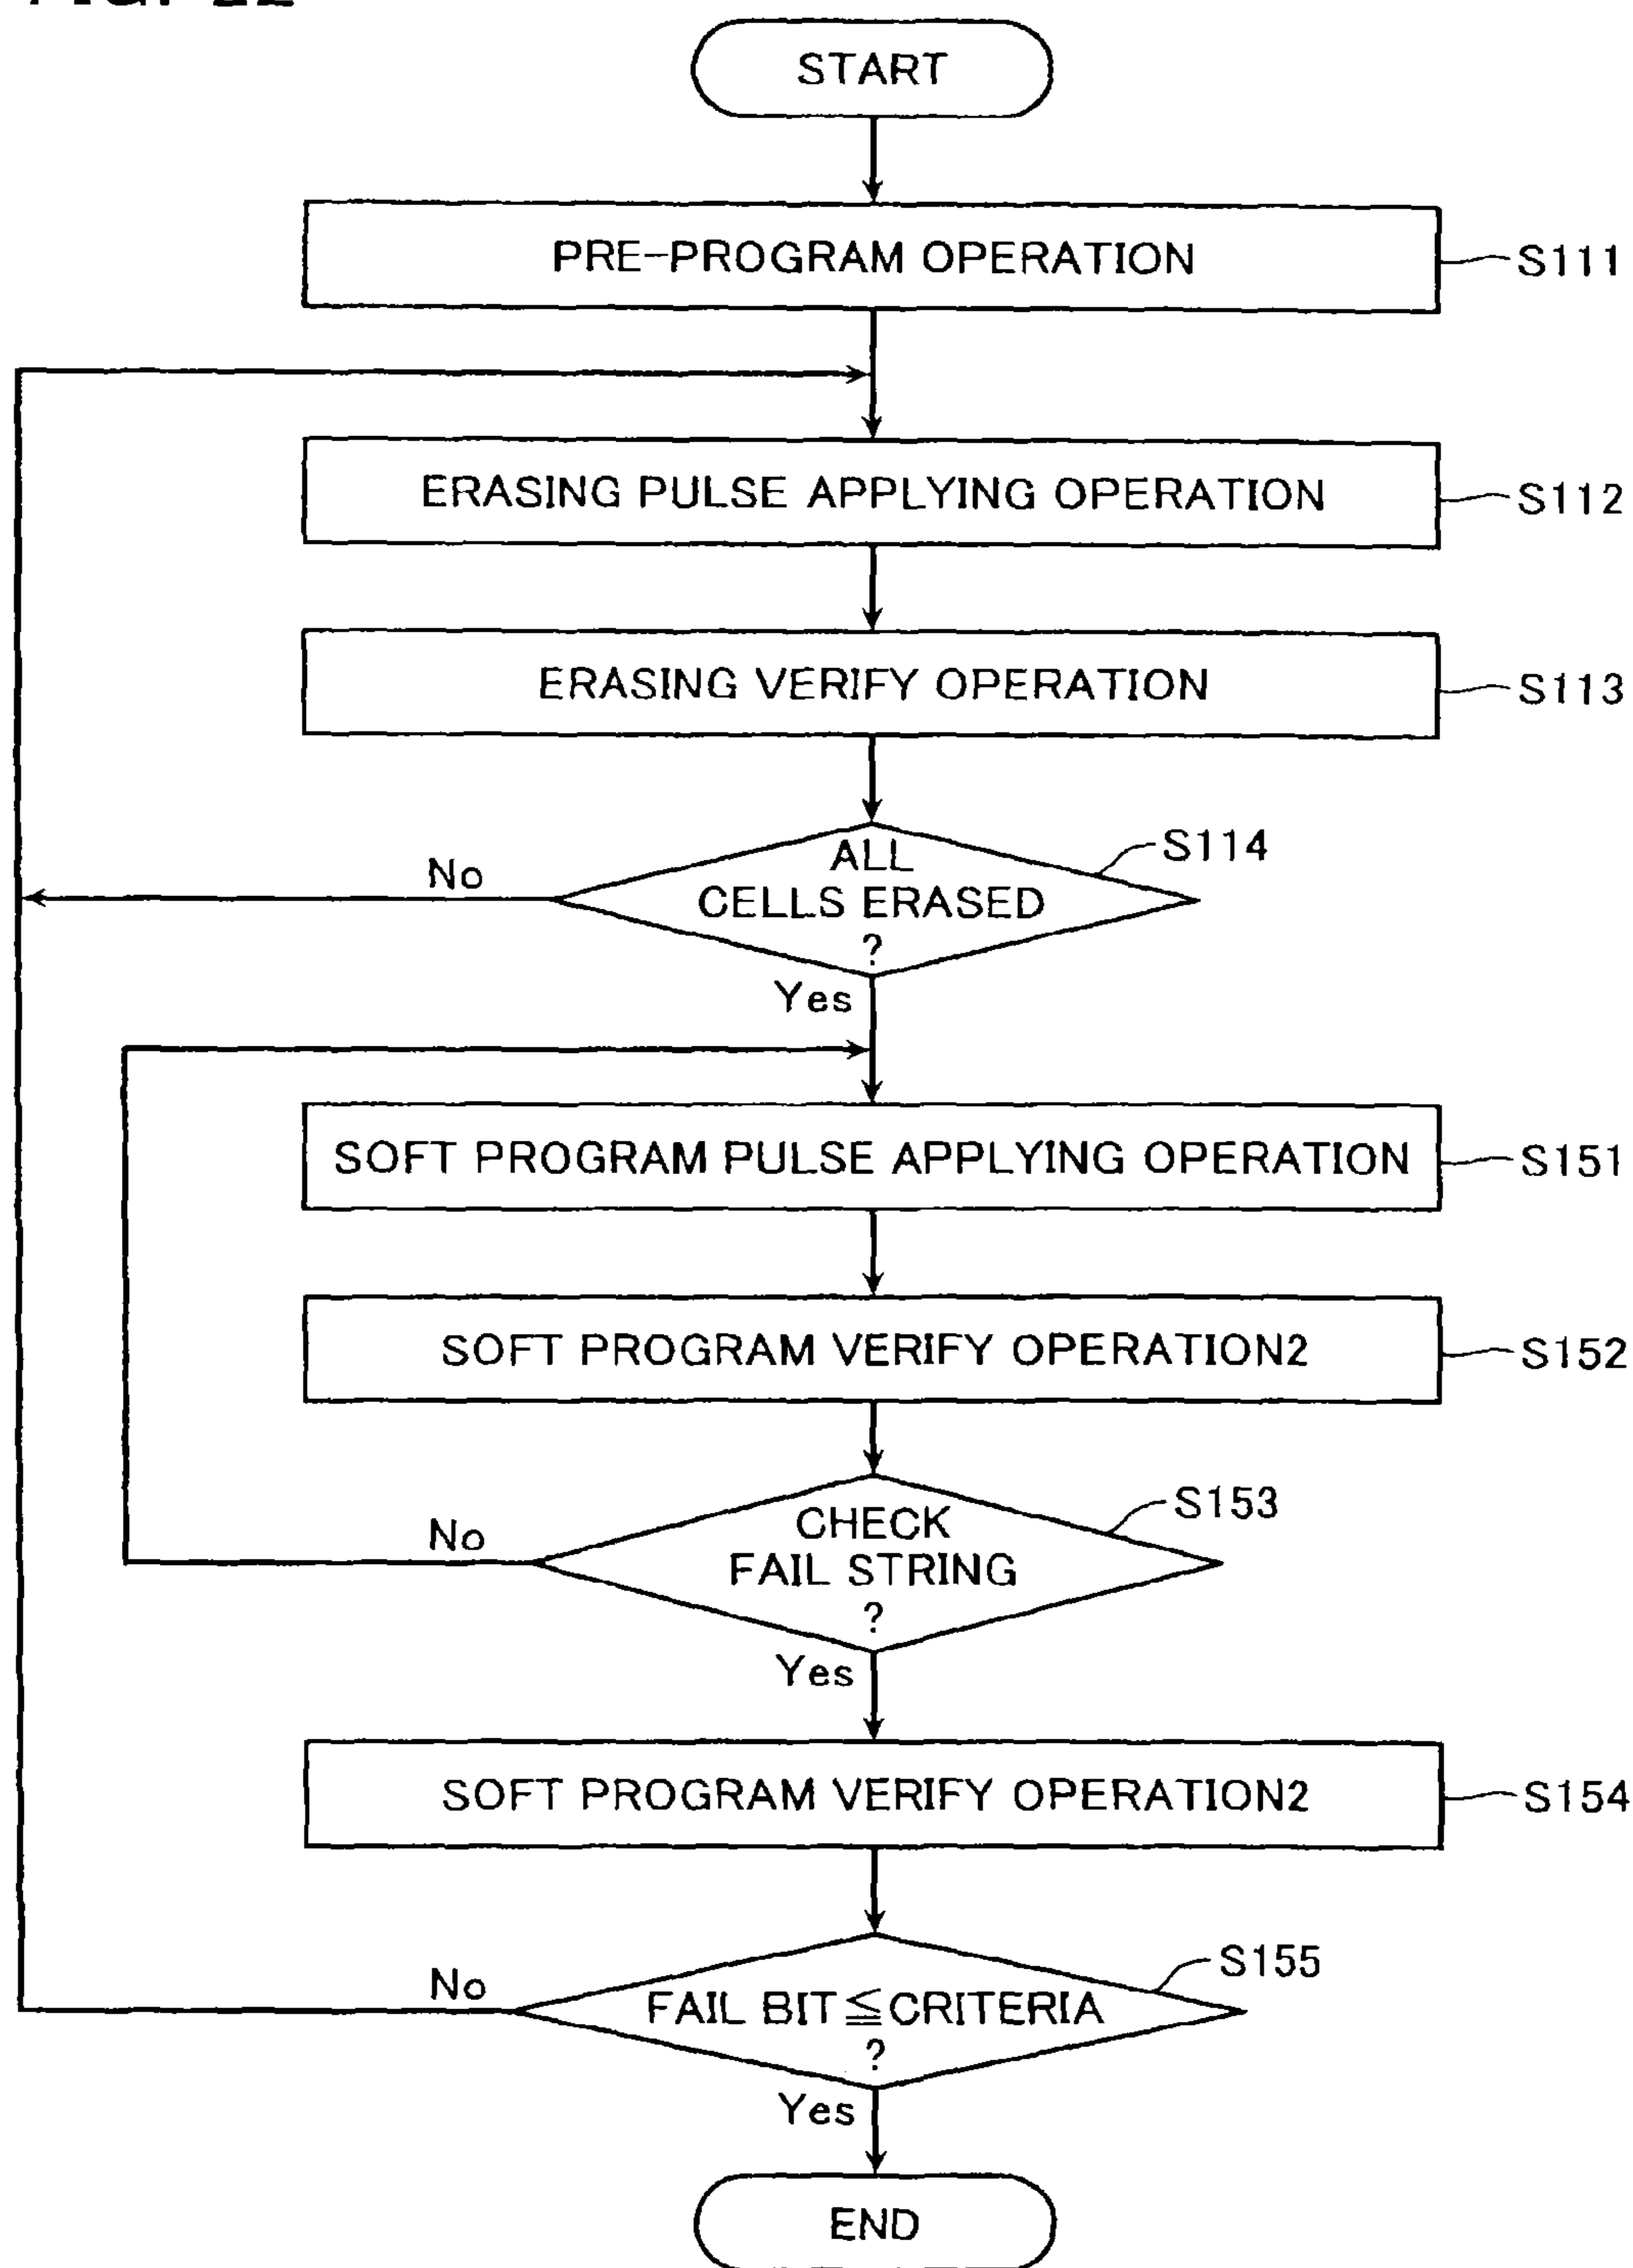 START
PRE-PROGRAM OPERATION
S111
ERASING PULSE APPLYING OPERATION
S112
ERASING VERIFY OPERATION
S113
S114
ALL
CELLS ERASED
?
No
Yes
SOFT PROGRAM PULSE APPLYING OPERATION
S151
SOFT PROGRAM VERIFY OPERATION2
S152
S153
CHECK
FAIL STRING
?
No
Yes
SOFT PROGRAM VERIFY OPERATION2
S154
S155
FAIL BIT≦CRITERIA
?
No
Yes
END